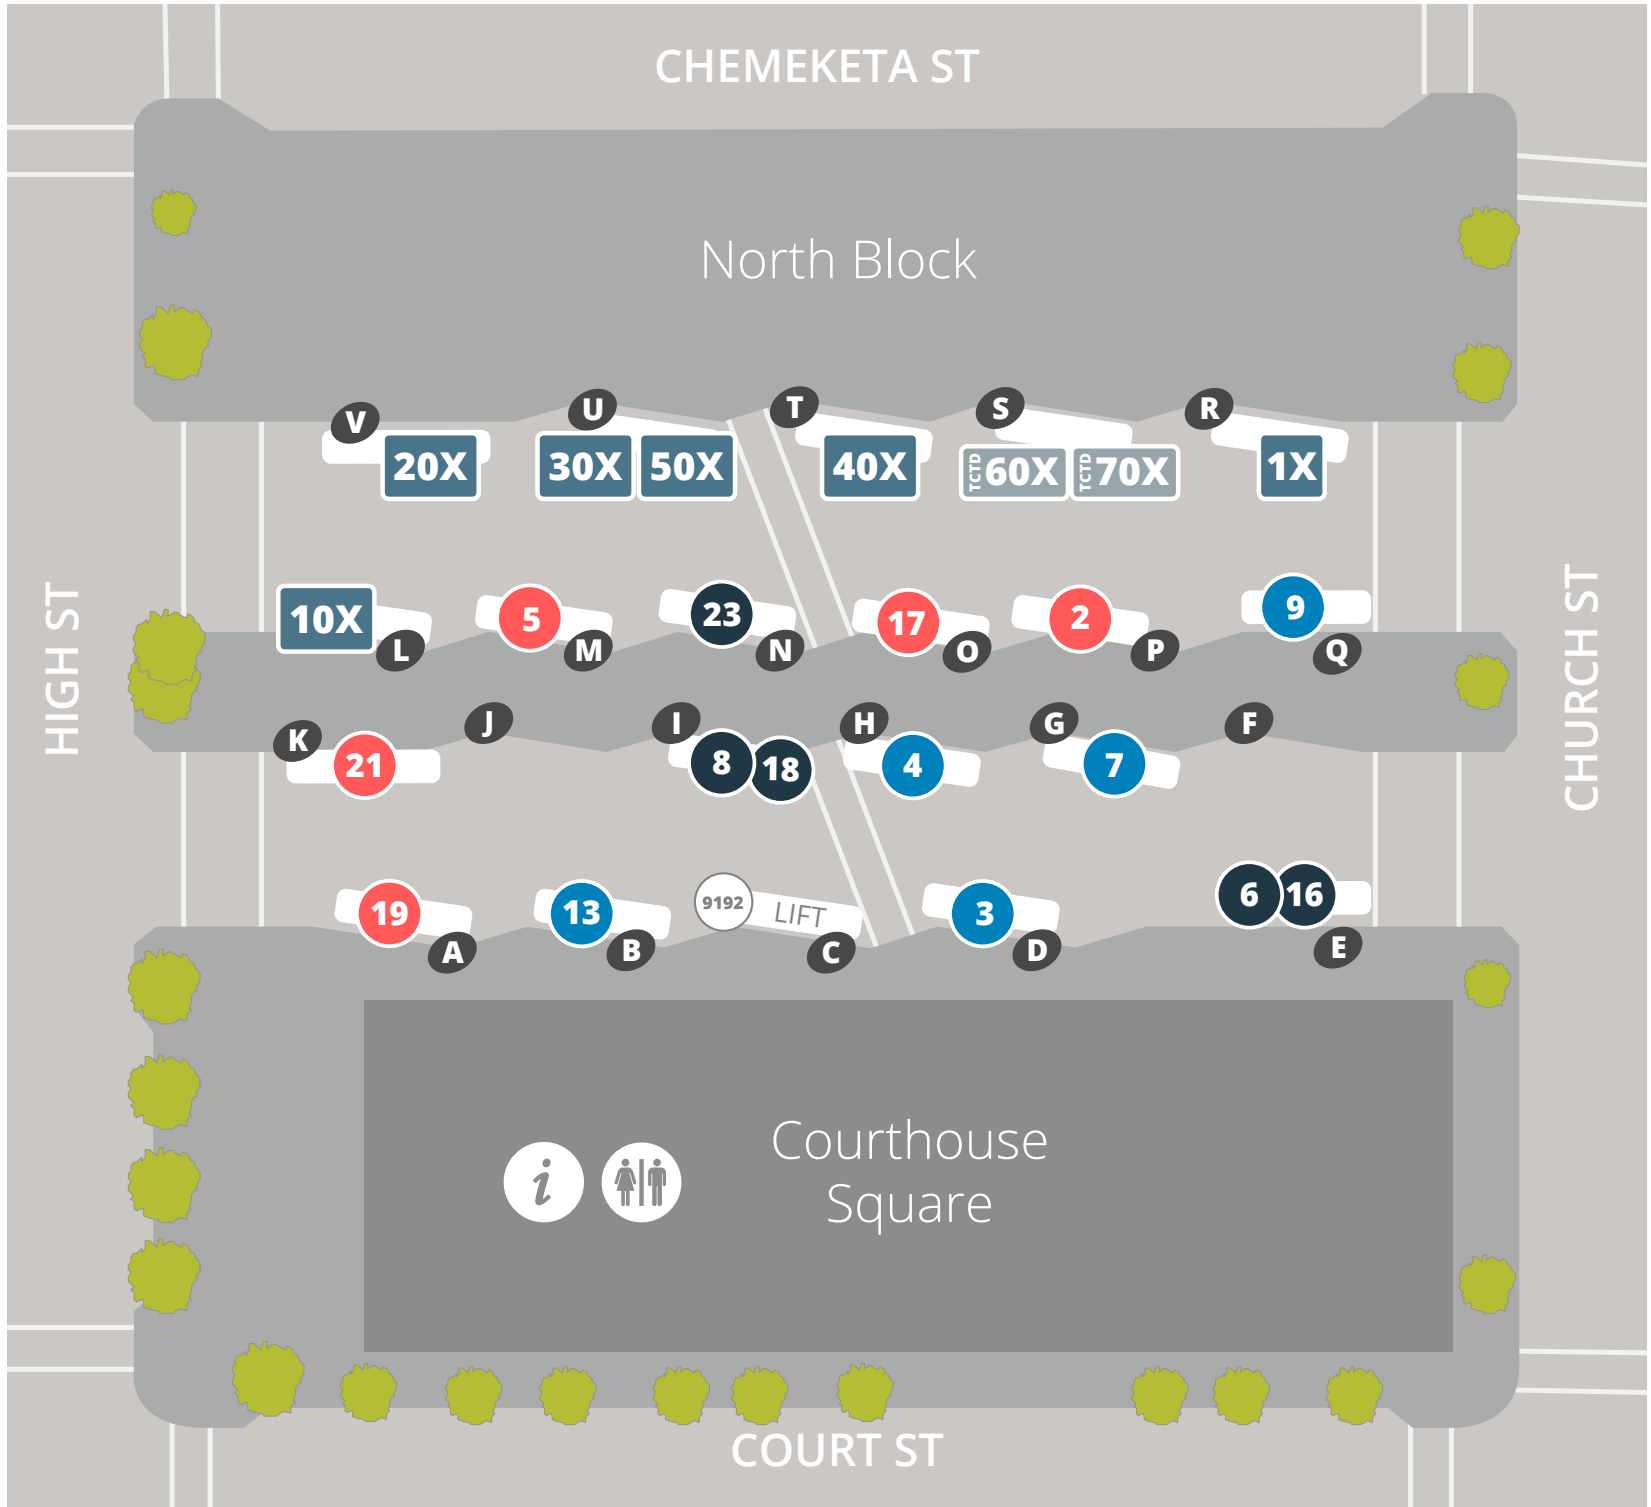 CHEMEKETA ST
North Block
V
U
T
S
R
20X
30X
50X
40X
TCTD 60X
TCTD 70X
1X
HIGH ST
CHURCH ST
10X
5
23
17
2
9
L
M
N
O
P
Q
K
J
I
H
G
F
21
8
18
4
7
19
13
9192
LIFT
3
6
16
A
B
C
D
E
i
Courthouse
Square
COURT ST